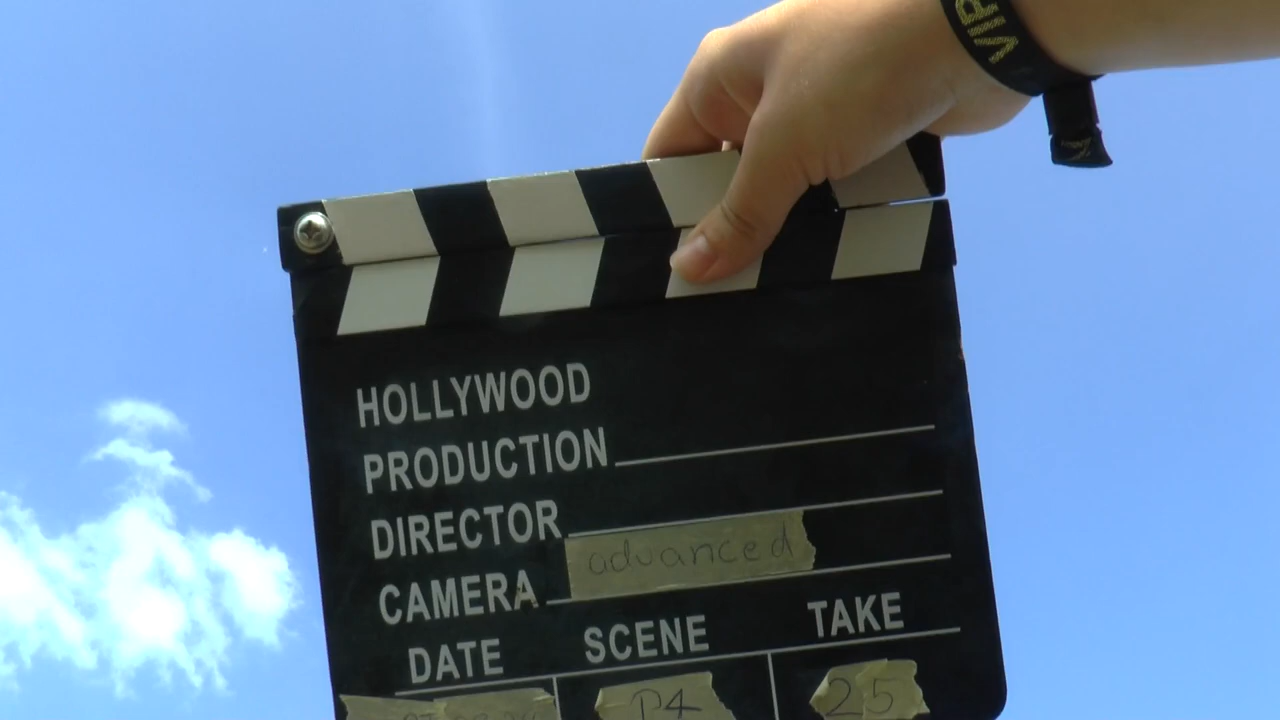 VIP
HOLLYWOOD
PRODUCTION
DIRECTOR
advanced
CAMERA
DATE SCENE TAKE
P4 25